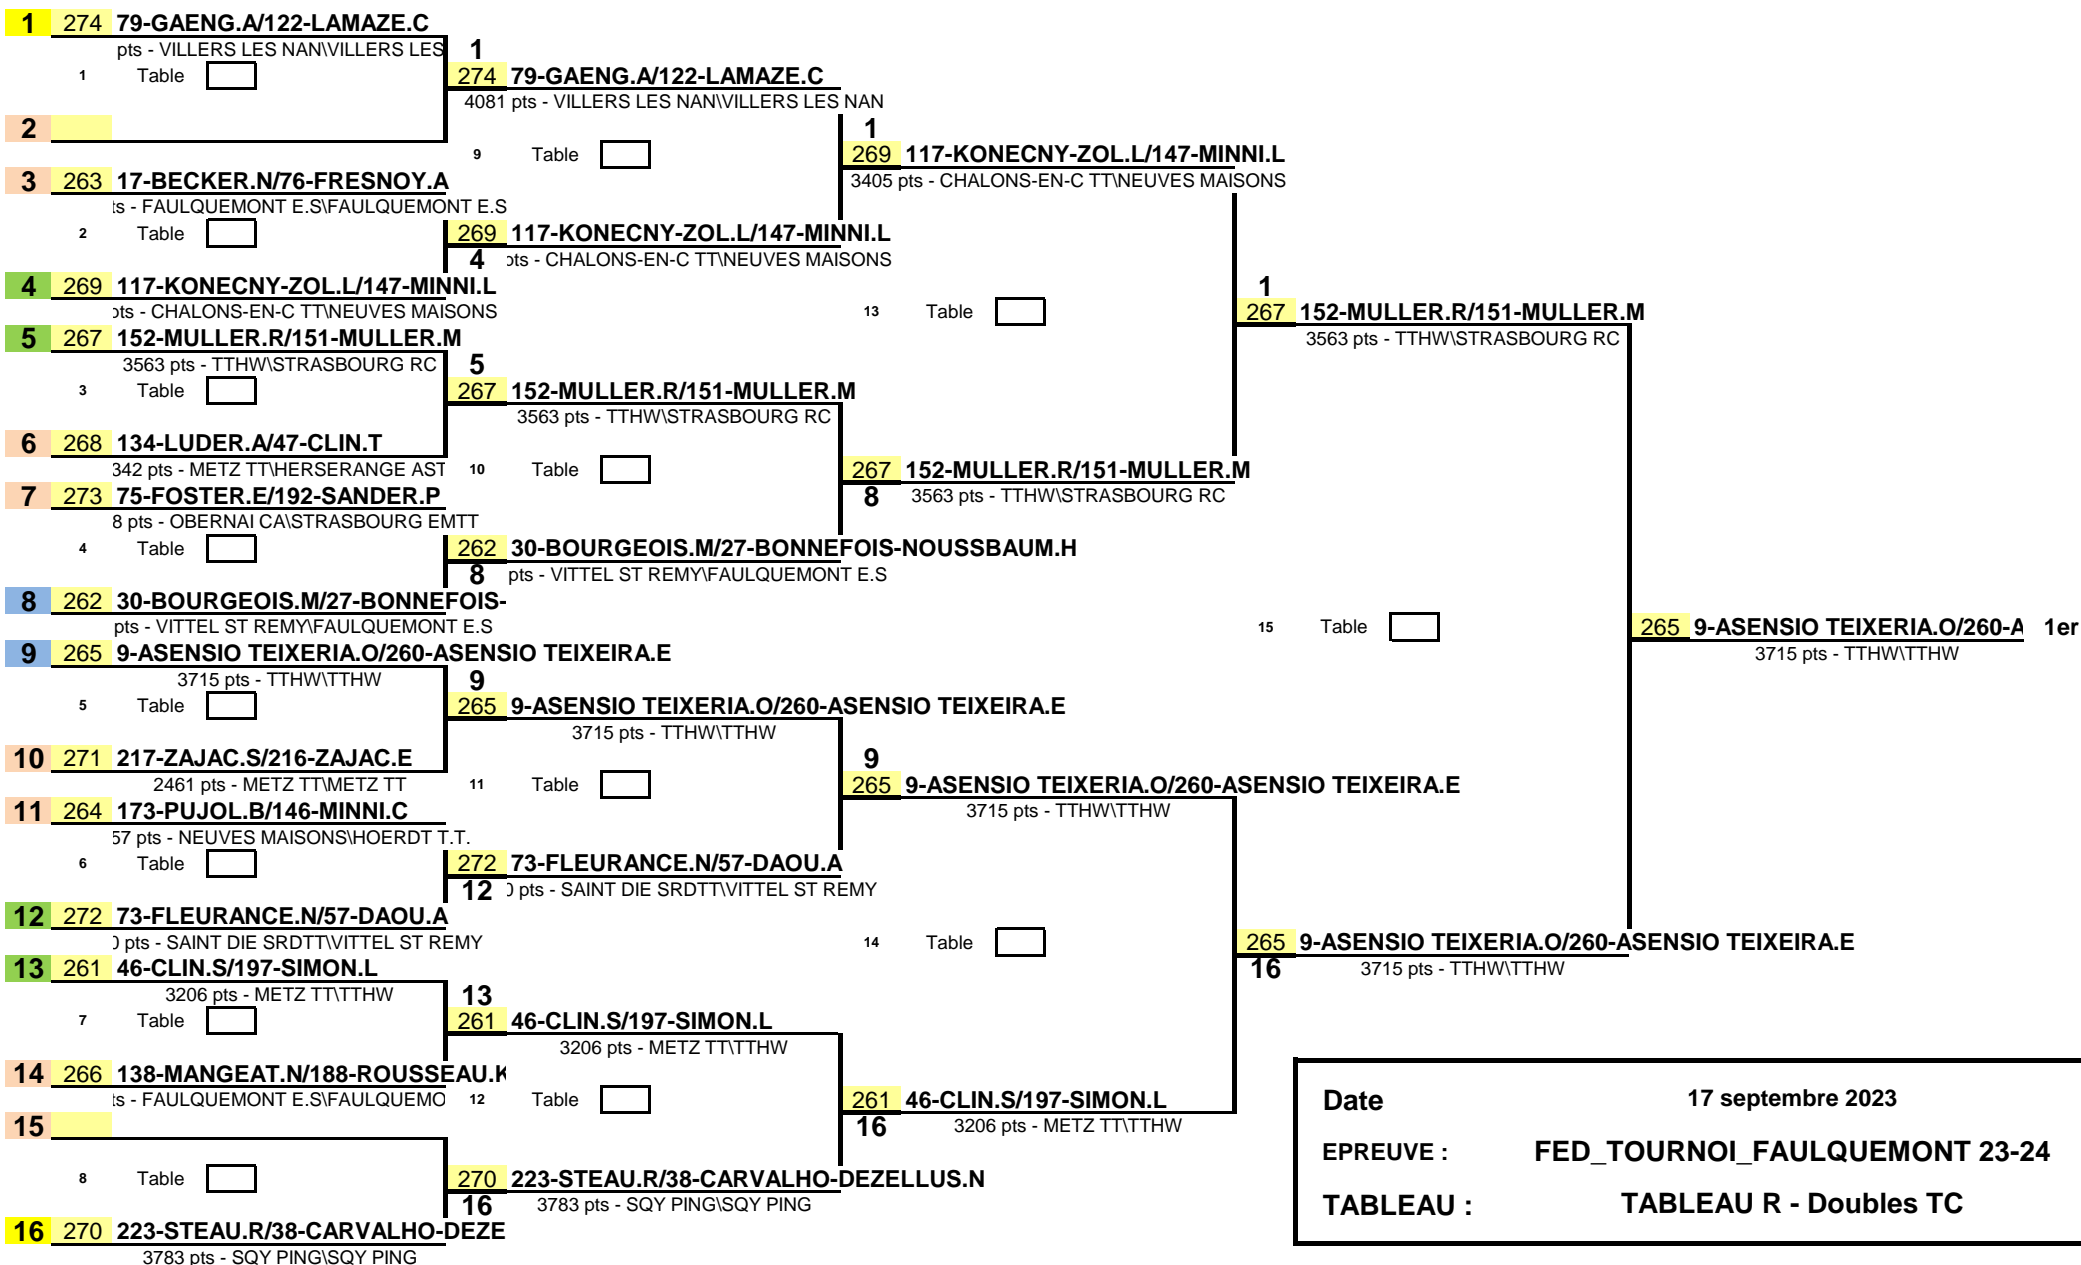 1 274 79-GAENG.A/122-LAMAZE.C
pts - VILLERS LES NAN\VILLERS LES
1 Table
2
3 263 17-BECKER.N/76-FRESNOY.A
ts - FAULQUEMONT E.S\FAULQUEMONT E.S
2 Table
4 269 117-KONECNY-ZOL.L/147-MINNI.L
pts - CHALONS-EN-C TT\NEUVES MAISONS
5 267 152-MULLER.R/151-MULLER.M
3563 pts - TTHW\STRASBOURG RC
3 Table
6 268 134-LUDER.A/47-CLIN.T
342 pts - METZ TT\HERSERANGE AST
7 273 75-FOSTER.E/192-SANDER.P
8 pts - OBERNAI CA\STRASBOURG EMTT
4 Table
8 262 30-BOURGEOIS.M/27-BONNEFOIS-
pts - VITTEL ST REMY\FAULQUEMONT E.S
9 265 9-ASENSIO TEIXERIA.O/260-ASENSIO TEIXEIRA.E
3715 pts - TTHW\TTHW
5 Table
10 271 217-ZAJAC.S/216-ZAJAC.E
2461 pts - METZ TT\METZ TT
11 264 173-PUJOL.B/146-MINNI.C
57 pts - NEUVES MAISONS\HOERDT T.T.
6 Table
12 272 73-FLEURANCE.N/57-DAOU.A
0 pts - SAINT DIE SRDTT\VITTEL ST REMY
13 261 46-CLIN.S/197-SIMON.L
3206 pts - METZ TT\TTHW
7 Table
14 266 138-MANGEAT.N/188-ROUSSEAU.K
ts - FAULQUEMONT E.S\FAULQUEMO
15
8 Table
16 270 223-STEAU.R/38-CARVALHO-DEZE
3783 pts - SQY PING\SQY PING
1
274 79-GAENG.A/122-LAMAZE.C
4081 pts - VILLERS LES NAN\VILLERS LES NAN
9 Table
269 117-KONECNY-ZOL.L/147-MINNI.L
4 pts - CHALONS-EN-C TT\NEUVES MAISONS
5
267 152-MULLER.R/151-MULLER.M
3563 pts - TTHW\STRASBOURG RC
10 Table
262 30-BOURGEOIS.M/27-BONNEFOIS-NOUSSBAUM.H
8 pts - VITTEL ST REMY\FAULQUEMONT E.S
9
265 9-ASENSIO TEIXERIA.O/260-ASENSIO TEIXEIRA.E
3715 pts - TTHW\TTHW
11 Table
272 73-FLEURANCE.N/57-DAOU.A
12 0 pts - SAINT DIE SRDTT\VITTEL ST REMY
13
261 46-CLIN.S/197-SIMON.L
3206 pts - METZ TT\TTHW
12 Table
270 223-STEAU.R/38-CARVALHO-DEZELLUS.N
16 3783 pts - SQY PING\SQY PING
1
269 117-KONECNY-ZOL.L/147-MINNI.L
3405 pts - CHALONS-EN-C TT\NEUVES MAISONS
13 Table
267 152-MULLER.R/151-MULLER.M
8 3563 pts - TTHW\STRASBOURG RC
9
265 9-ASENSIO TEIXERIA.O/260-ASENSIO TEIXEIRA.E
3715 pts - TTHW\TTHW
14 Table
261 46-CLIN.S/197-SIMON.L
16 3206 pts - METZ TT\TTHW
1
267 152-MULLER.R/151-MULLER.M
3563 pts - TTHW\STRASBOURG RC
15 Table
265 9-ASENSIO TEIXERIA.O/260-ASENSIO TEIXEIRA.E
16 3715 pts - TTHW\TTHW
265 9-ASENSIO TEIXERIA.O/260-A 1er
3715 pts - TTHW\TTHW
Date 17 septembre 2023
EPREUVE : FED_TOURNOI_FAULQUEMONT 23-24
TABLEAU : TABLEAU R - Doubles TC